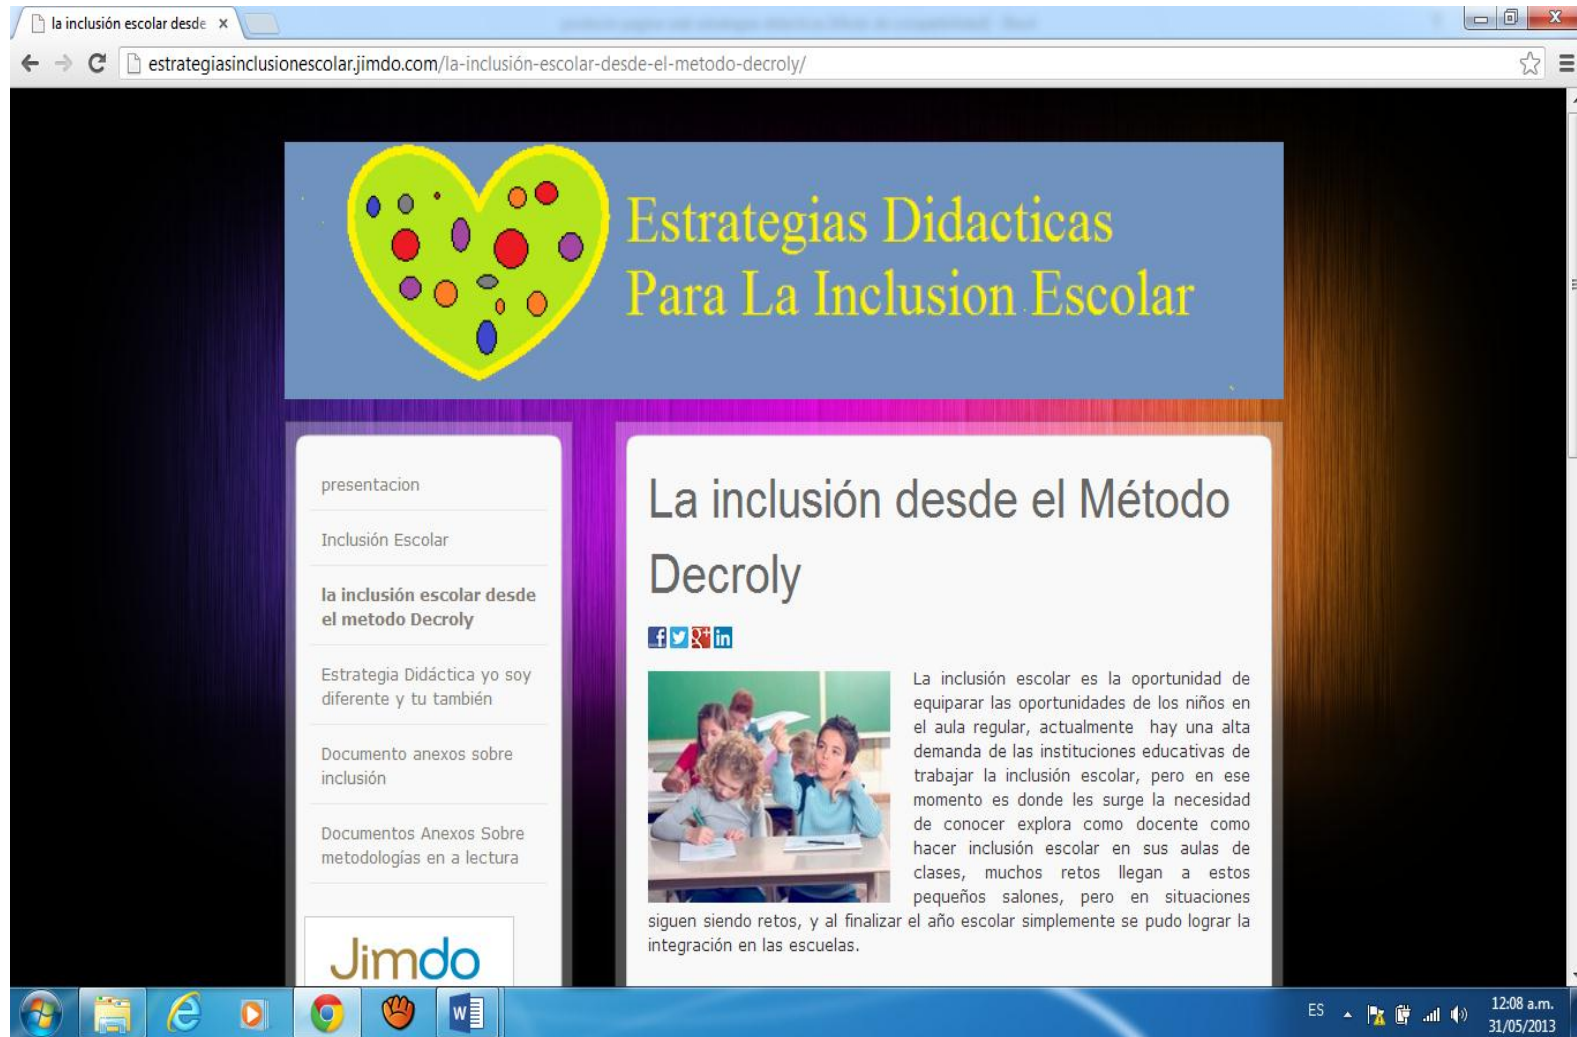 la inclusión escolar desde
estrategiasinclusionescolar.jimdo.com/la-inclusión-escolar-desde-el-metodo-decroly/
Estrategias Didacticas
Para La Inclusion Escolar
presentacion
Inclusión Escolar
la inclusión escolar desde
el metodo Decroly
Estrategia Didáctica yo soy
diferente y tu también
Documento anexos sobre
inclusión
Documentos Anexos Sobre
metodologías en a lectura
Jimdo
La inclusión desde el Método
Decroly
La inclusión escolar es la oportunidad de
equiparar las oportunidades de los niños en
el aula regular, actualmente hay una alta
demanda de las instituciones educativas de
trabajar la inclusión escolar, pero en ese
momento es donde les surge la necesidad
de conocer explora como docente como
hacer inclusión escolar en sus aulas de
clases, muchos retos llegan a estos
pequeños salones, pero en situaciones
siguen siendo retos, y al finalizar el año escolar simplemente se pudo lograr la
integración en las escuelas.
ES
12:08 a.m.
31/05/2013